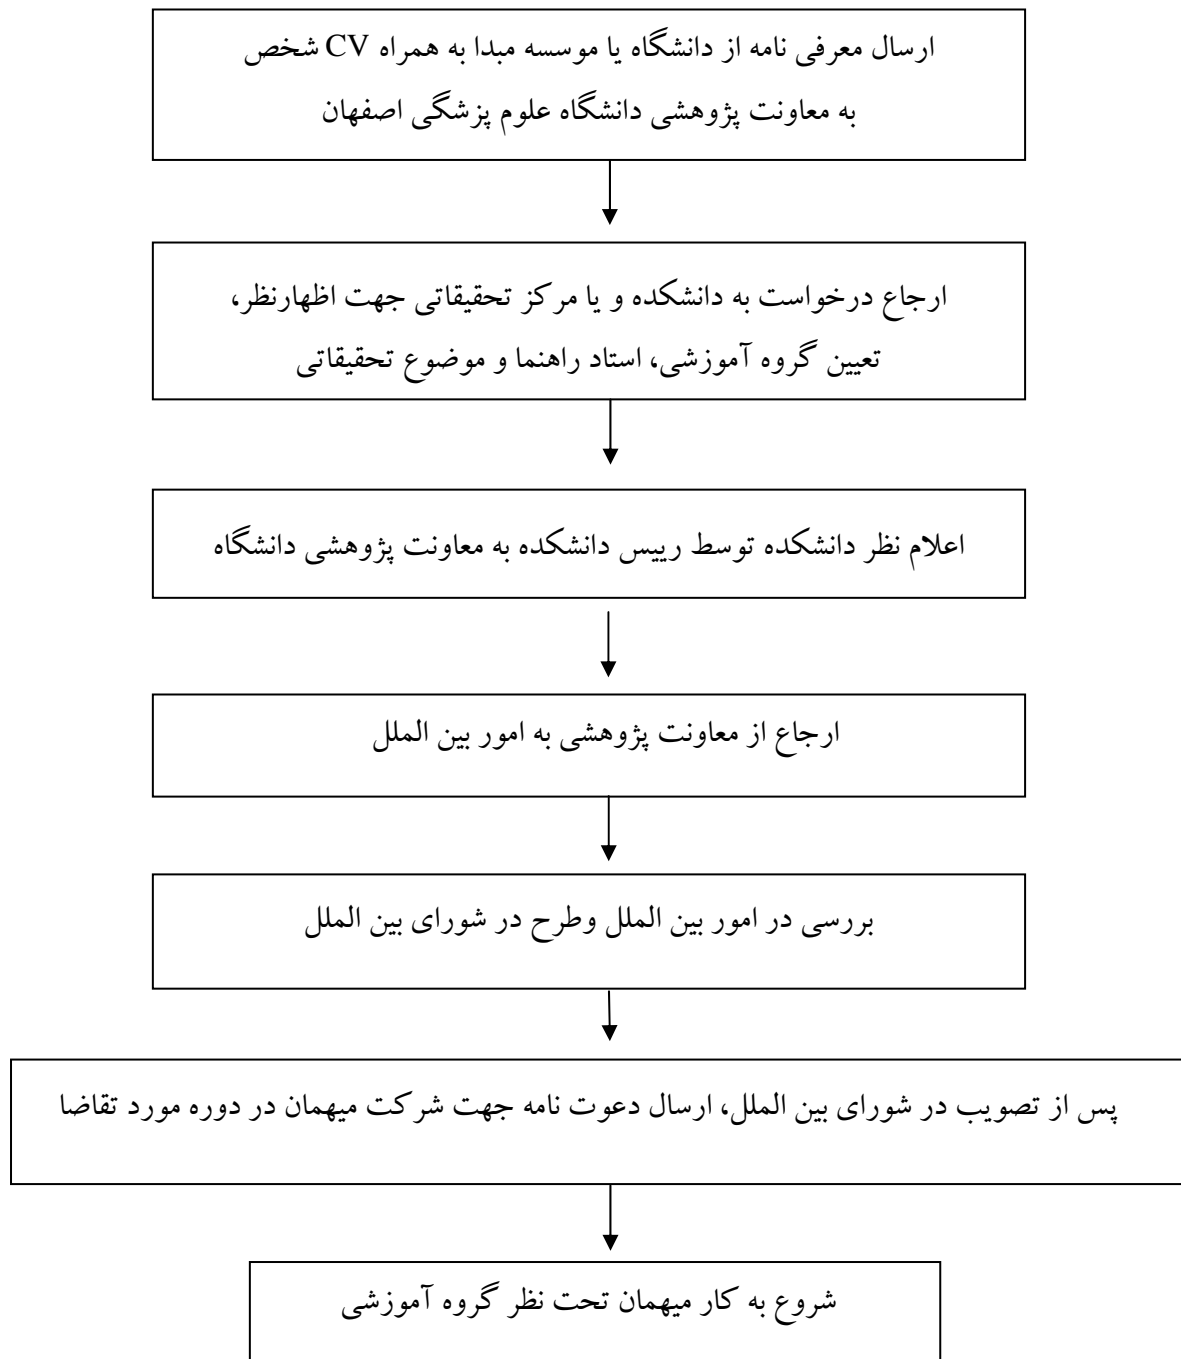 ارسال معرفی نامه از دانشگاه یا موسسه مبدا به همراه CV شخص
به معاونت پژوهشی دانشگاه علوم پزشگی اصفهان
ارجاع درخواست به دانشکده و یا مرکز تحقیقاتی جهت اظهارنظر،
تعیین گروه آموزشی، استاد راهنما و موضوع تحقیقاتی
اعلام نظر دانشکده توسط رییس دانشکده به معاونت پژوهشی دانشگاه
ارجاع از معاونت پژوهشی به امور بین الملل
بررسی در امور بین الملل وطرح در شورای بین الملل
پس از تصویب در شورای بین الملل، ارسال دعوت نامه جهت شرکت میهمان در دوره مورد تقاضا
شروع به کار میهمان تحت نظر گروه آموزشی